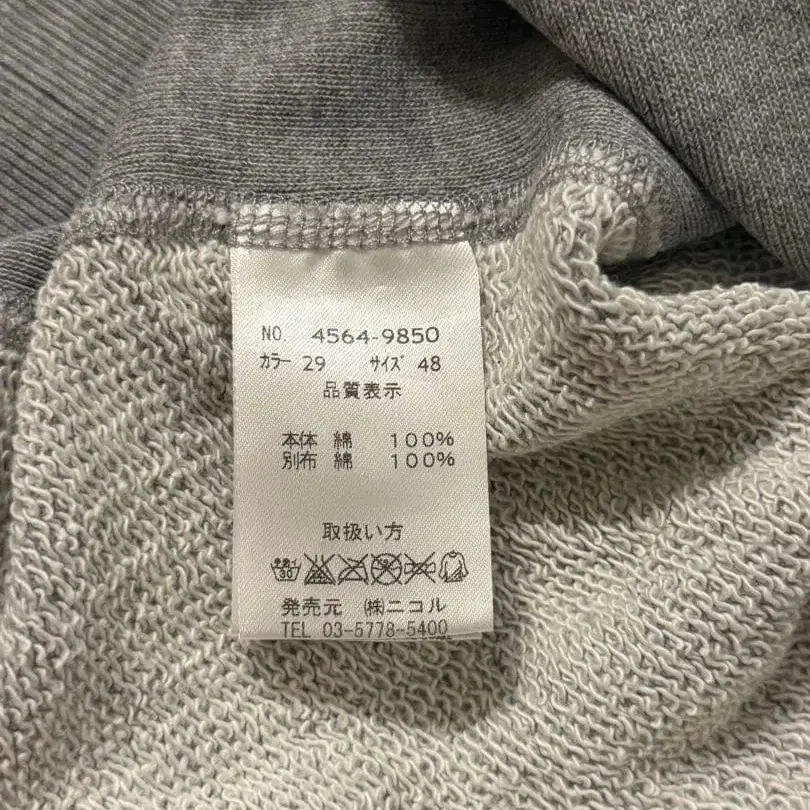 NO. 4564-9850
カラー 29 サイズ 48
品質表示
本体 綿 100%
別布 綿 100%
取扱い方
30
発売元 (株)ニコル
TEL 03-5778-5400